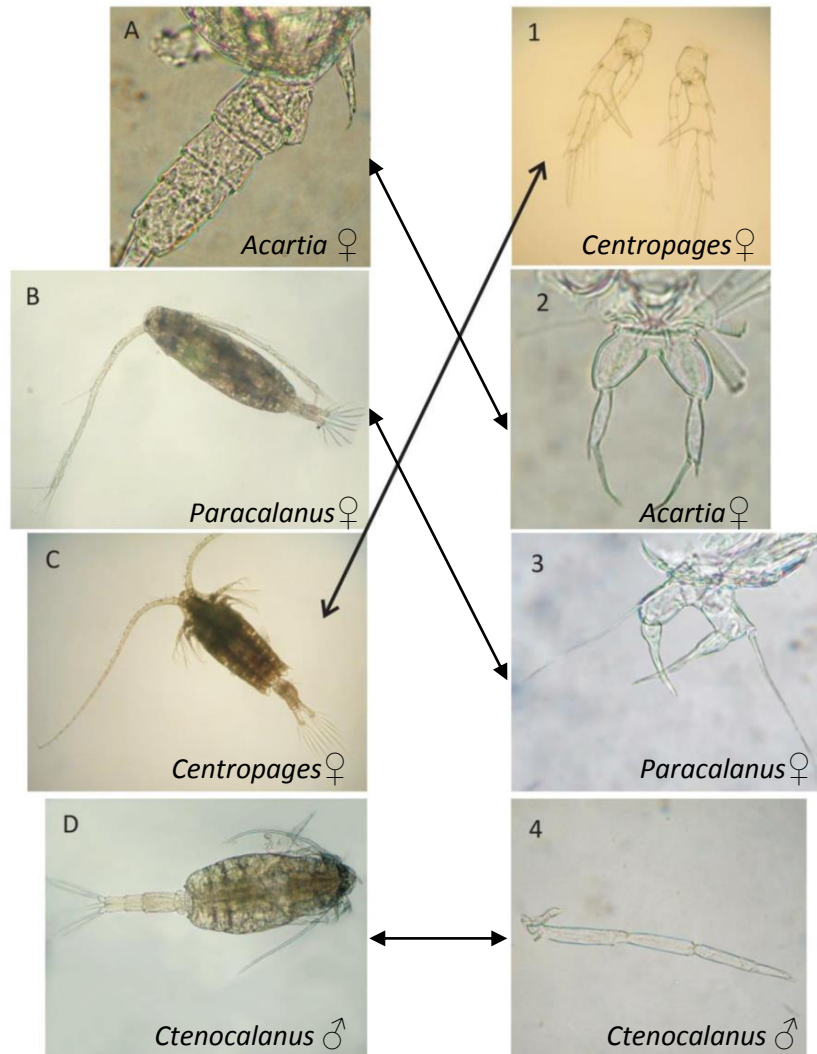 A
Acartia ♀
1
Centropages ♀
B
Paracalanus ♀
2
Acartia ♀
C
Centropages ♀
3
Paracalanus ♀
D
Ctenocalanus ♂
4
Ctenocalanus ♂